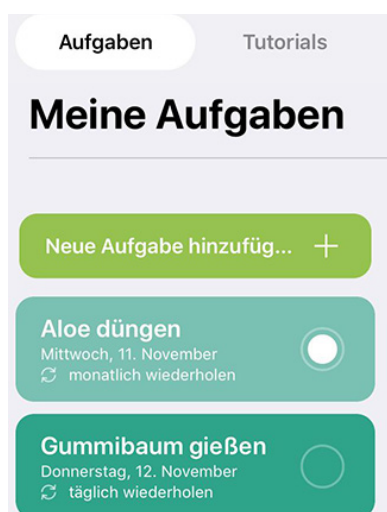 Aufgaben Tutorials
Meine Aufgaben
Neue Aufgabe hinzufüg... +
Aloe düngen
Mittwoch, 11. November
monatlich wiederholen
Gummibaum gießen
Donnerstag, 12. November
täglich wiederholen